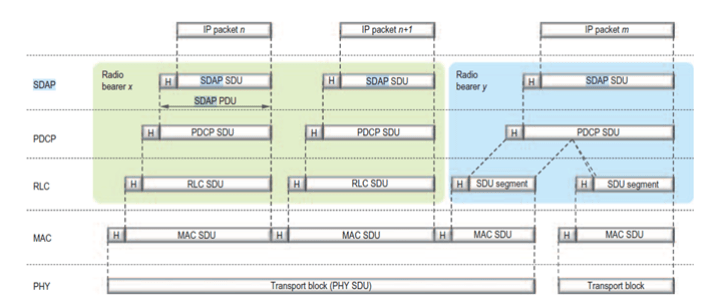 IP packet n
IP packet n+1
IP packet m
SDAP
Radio
bearer x
H
SDAP SDU
H
SDAP SDU
Radio
bearer y
H
SDAP SDU
SDAP PDU
PDCP
H
PDCP SDU
H
PDCP SDU
H
PDCP SDU
RLC
H
RLC SDU
H
RLC SDU
H
SDU segment
H
SDU segment
MAC
H
MAC SDU
H
MAC SDU
H
MAC SDU
H
MAC SDU
PHY
Transport block (PHY SDU)
Transport block